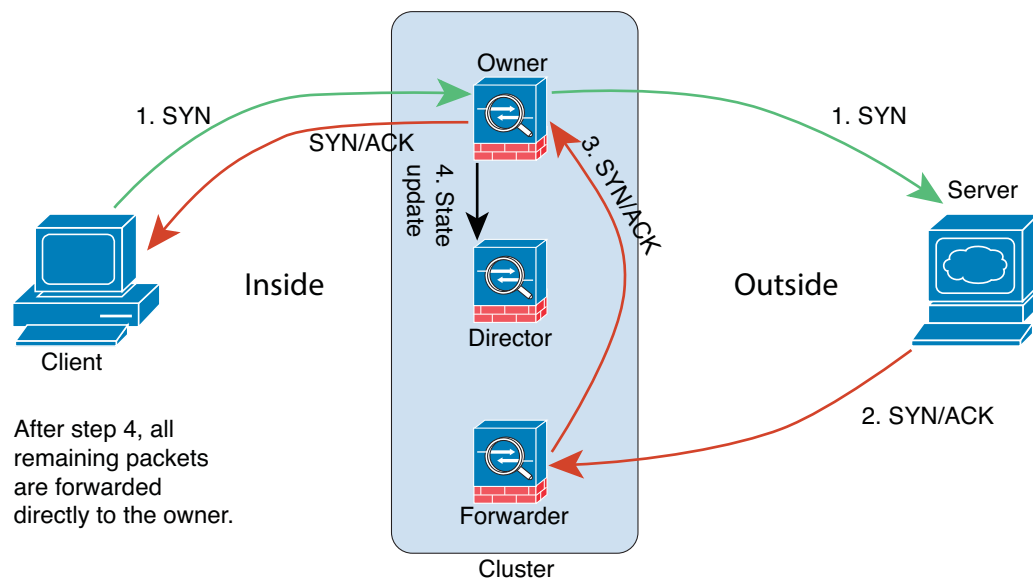 Owner
1. SYN
1. SYN
SYN/ACK
3. SYN/ACK
4. State
update
Server
Inside
Outside
Director
Client
2. SYN/ACK
After step 4, all
remaining packets
are forwarded
directly to the owner.
Forwarder
Cluster